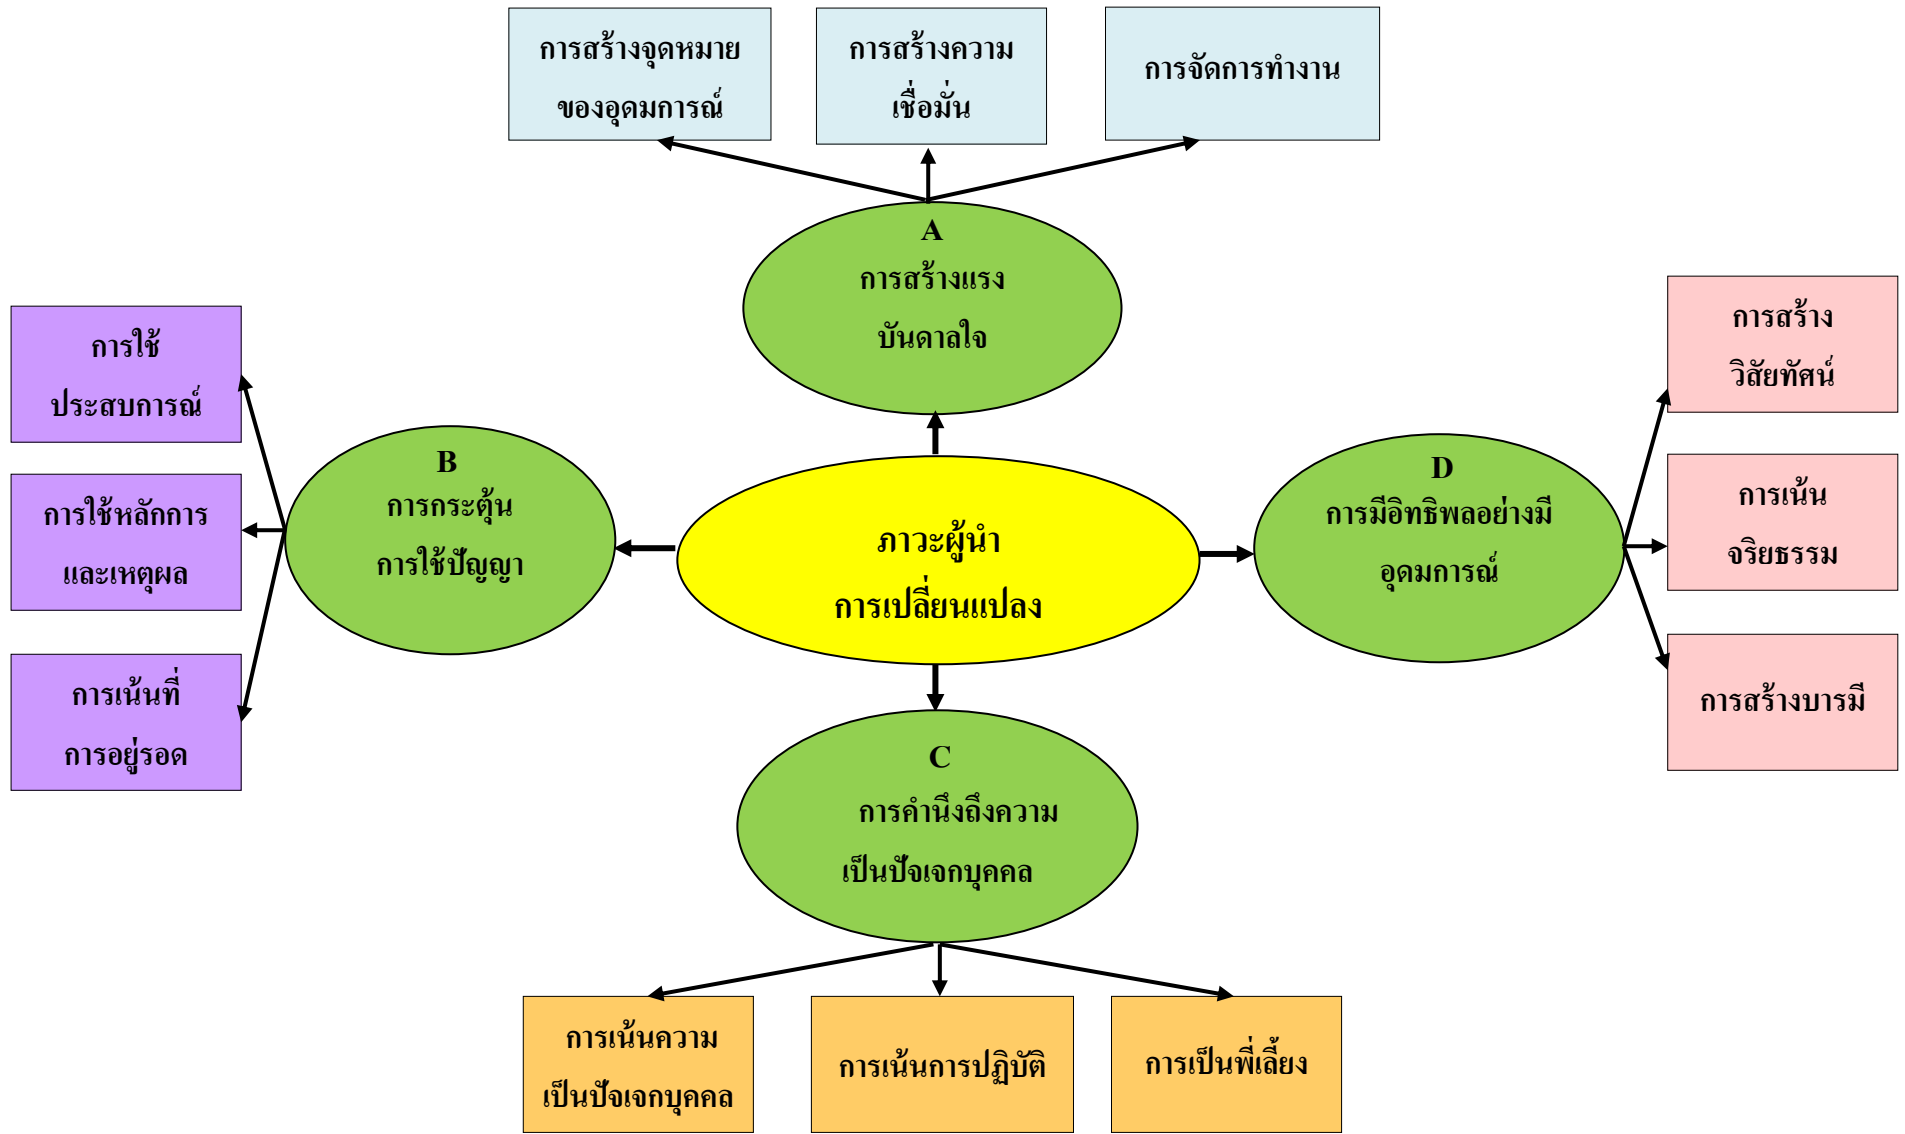 การสร้างจุดหมาย
ของอุดมการณ์
การสร้างความ
เชื่อมั่น
การจัดการทำงาน
A
การสร้างแรง
บันดาลใจ
การใช้
ประสบการณ์
การใช้หลักการ
และเหตุผล
การเน้นที่
การอยู่รอด
B
การกระตุ้น
การใช้ปัญญา
ภาวะผู้นำ
การเปลี่ยนแปลง
D
การมีอิทธิพลอย่างมี
อุดมการณ์
การสร้าง
วิสัยทัศน์
การเน้น
จริยธรรม
การสร้างบารมี
C
การคำนึงถึงความ
เป็นปัจเจกบุคคล
การเน้นความ
เป็นปัจเจกบุคคล
การเน้นการปฏิบัติ
การเป็นพี่เลี้ยง